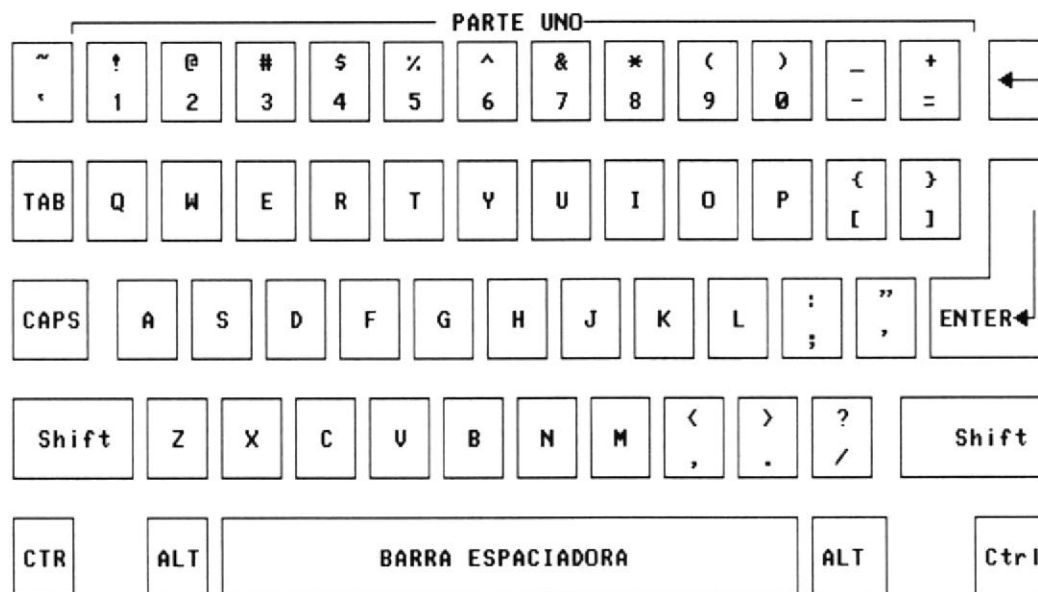 PARTE UNO
~ ! @ # $ % ^ & * ( ) _ +
‛ 1 2 3 4 5 6 7 8 9 0 - =
TAB Q W E R T Y U I O P { }
[ ]
CAPS A S D F G H J K L : ” ENTER
; ’
Shift Z X C V B N M < > ? Shift
, . /
CTR ALT BARRA ESPACIADORA ALT Ctrl